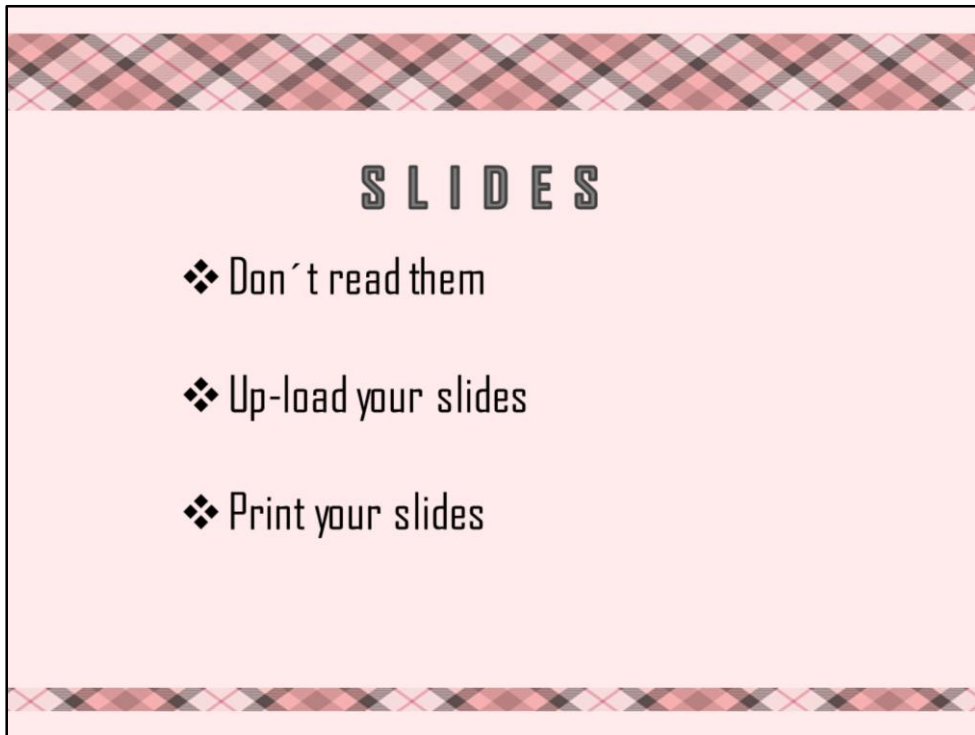 SLIDES
❖ Don´t read them
❖ Up-load your slides
❖ Print your slides